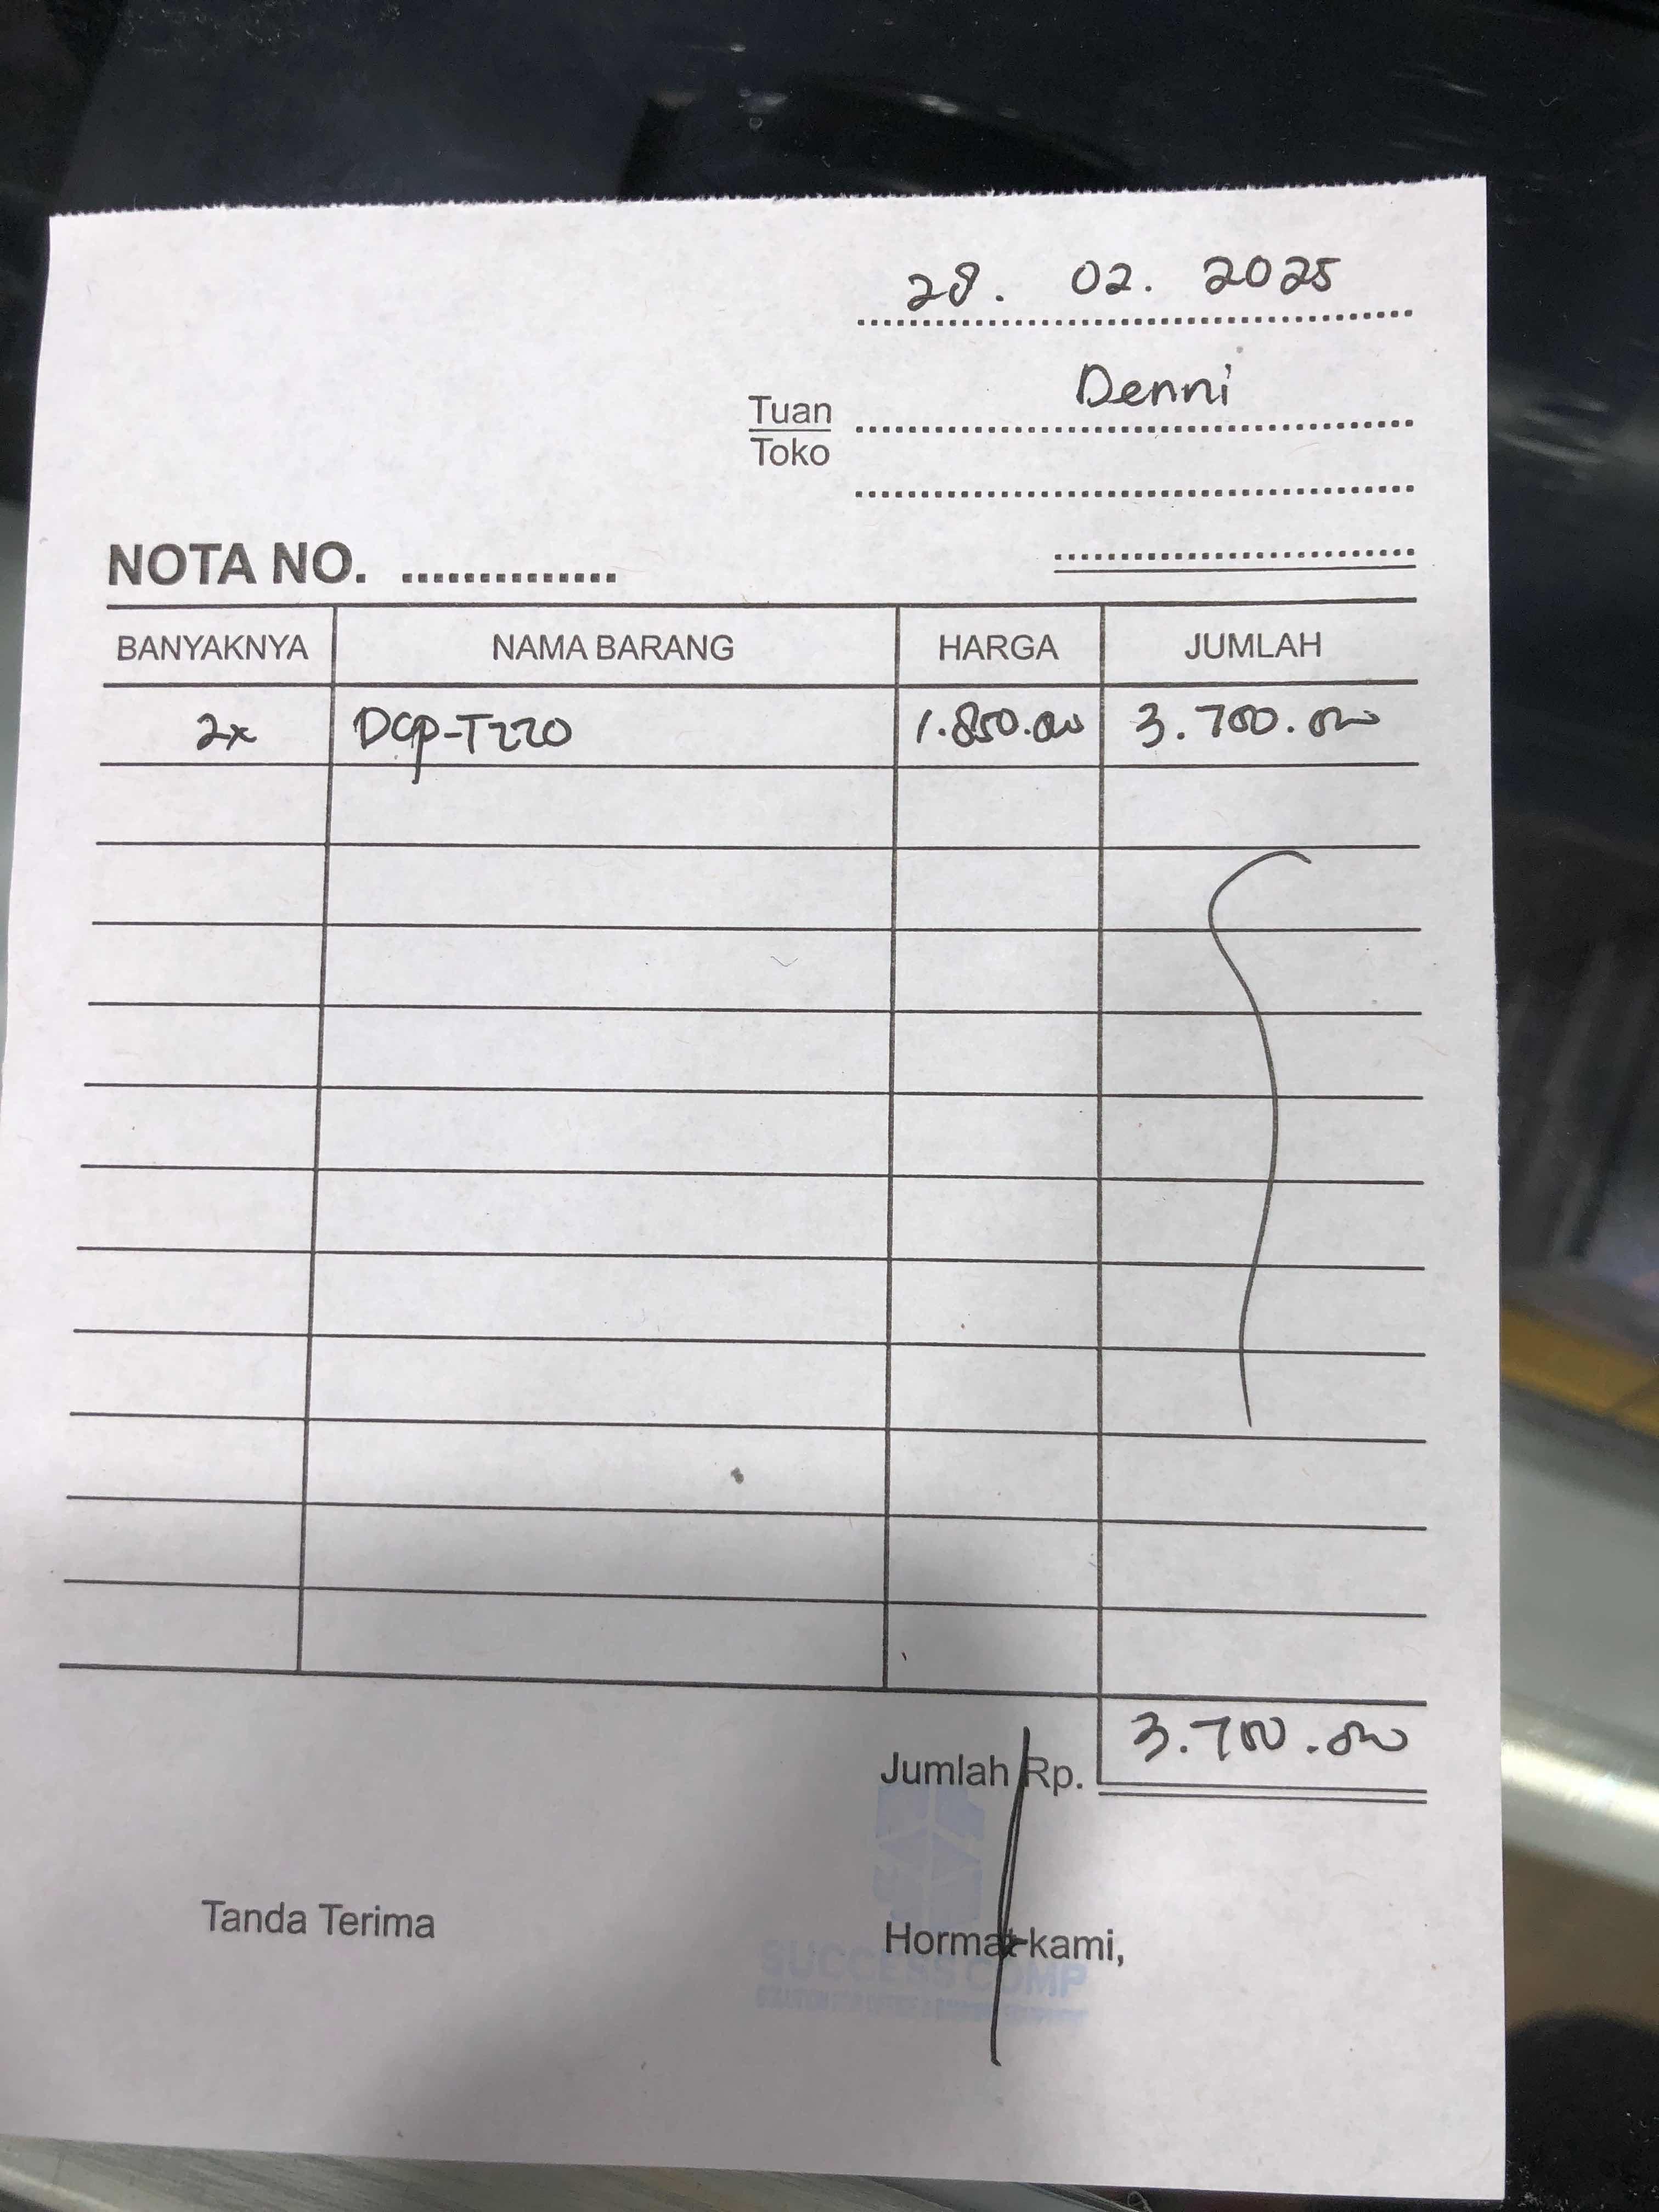 28. 02. 2025
Denni
Tuan
Toko
NOTA NO.
BANYAKNYA NAMA BARANG HARGA JUMLAH
2x DCP-T220 1.850.000 3.700.000
Jumlah Rp. 3.700.000
Tanda Terima Hormat kami,
SUCCESS COMP